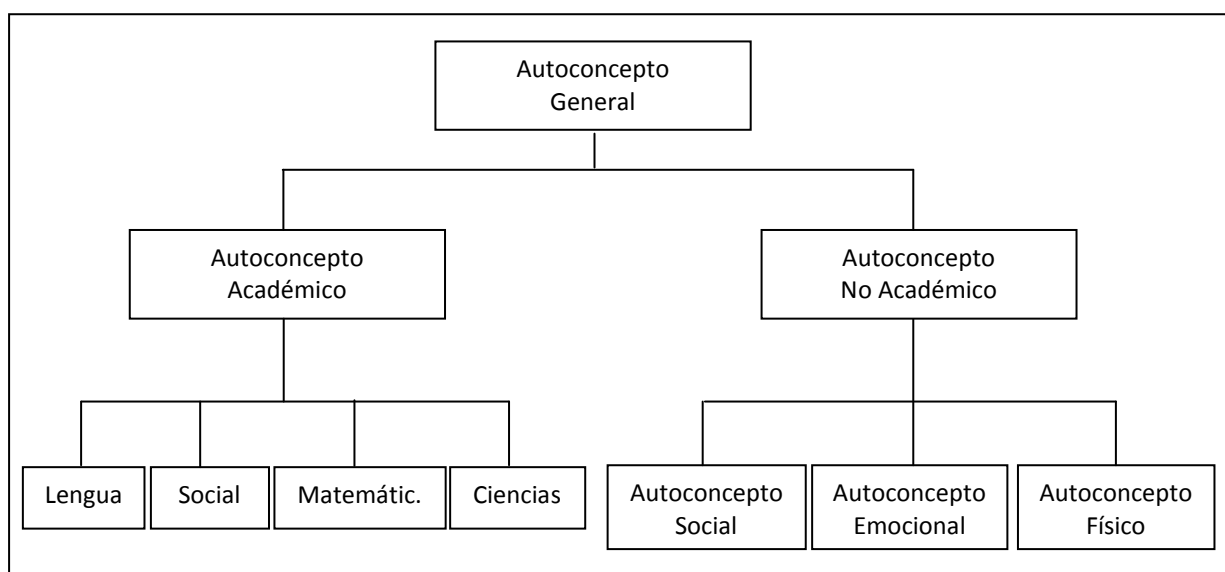 Autoconcepto
General
Autoconcepto
Académico
Autoconcepto
No Académico
Lengua
Social
Matemátic.
Ciencias
Autoconcepto
Social
Autoconcepto
Emocional
Autoconcepto
Físico